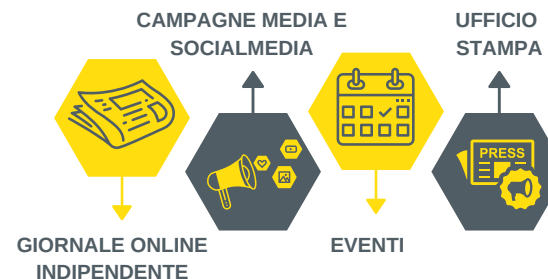 CAMPAGNE MEDIA E
SOCIALMEDIA
UFFICIO
STAMPA
PRESS
GIORNALE ONLINE
INDIPENDENTE
EVENTI